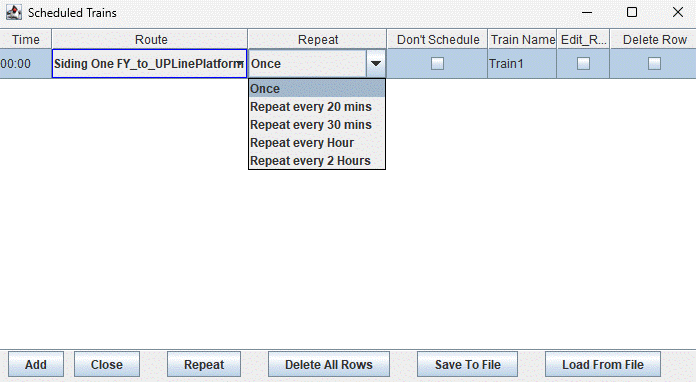 Scheduled Trains
Time Route Repeat Don't Schedule Train Name Edit_R... Delete Row
00:00 Siding One FY_to_UPLinePlatform Once Train1
Once
Repeat every 20 mins
Repeat every 30 mins
Repeat every Hour
Repeat every 2 Hours
Add Close Repeat Delete All Rows Save To File Load From File